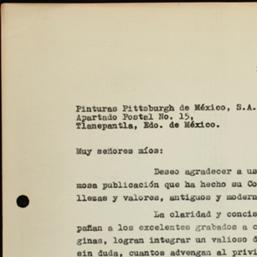 Pinturas Pittsburgh de México, S.A.
Apartado Postal No. 15,
Tlanepantla, Edo. de México.
Muy señores míos:
Deseo agradecer a us
mosa publicación que ha hecho su Co
llezas y valores, antiguos y modern
La claridad y concis
pañan a los excelentes grabados a c
ginas, logran integrar un valioso d
sin duda, cuantos advengan al privi